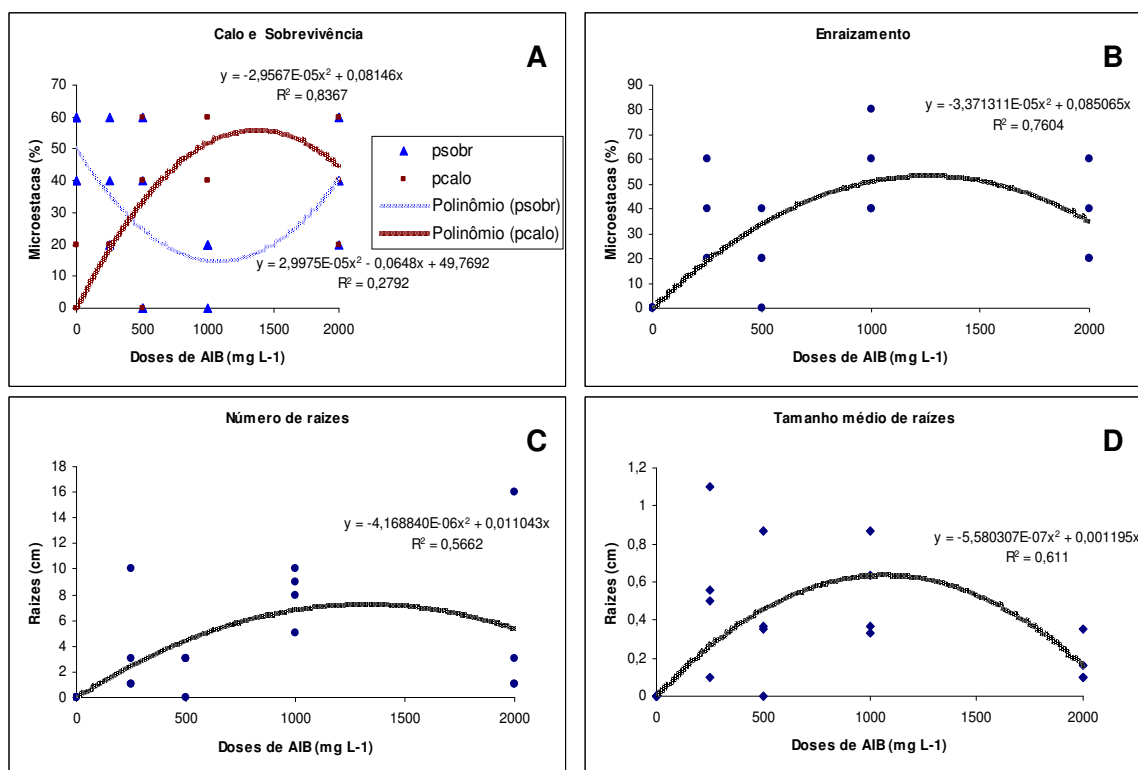 Calo e Sobrevivência
A
y = -2,9567E-05x² + 0,08146x
R² = 0,8367
70
60
50
40
30
20
10
0
Microestacas (%)
psobr
pcalo
Polinômio (psobr)
Polinômio (pcalo)
y = 2,9975E-05x² - 0,0648x + 49,7692
R² = 0,2792
0 500 1000 1500 2000
Doses de AIB (mg L-1)
Enraizamento
B
y = -3,371311E-05x² + 0,085065x
R² = 0,7604
90
80
70
60
50
40
30
20
10
0
Microestacas (%)
0 500 1000 1500 2000
Doses de AIB (mg L-1)
Número de raizes
C
y = -4,168840E-06x² + 0,011043x
R² = 0,5662
18
16
14
12
10
8
6
4
2
0
Raizes (cm)
0 500 1000 1500 2000
Doses de AIB (mg L-1)
Tamanho médio de raízes
D
y = -5,580307E-07x² + 0,001195x
R² = 0,611
1,2
1
0,8
0,6
0,4
0,2
0
Raizes (cm)
0 500 1000 1500 2000
Doses de AIB (mg L-1)